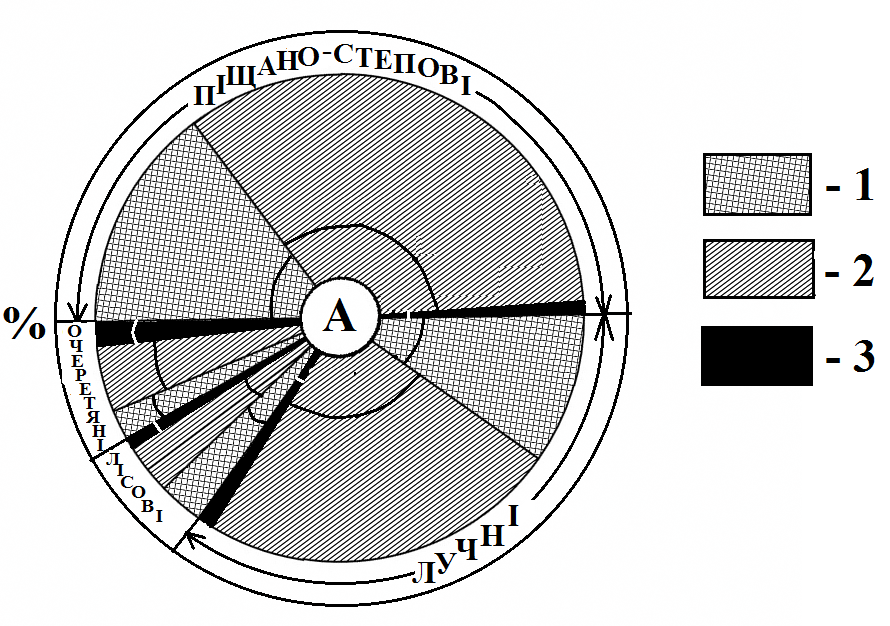 ПІЩАНО-СТЕПОВІ
А
%
ОЧЕРЕТЯНІ
ЛІСОВІ
ЛУЧНІ
- 1
- 2
- 3